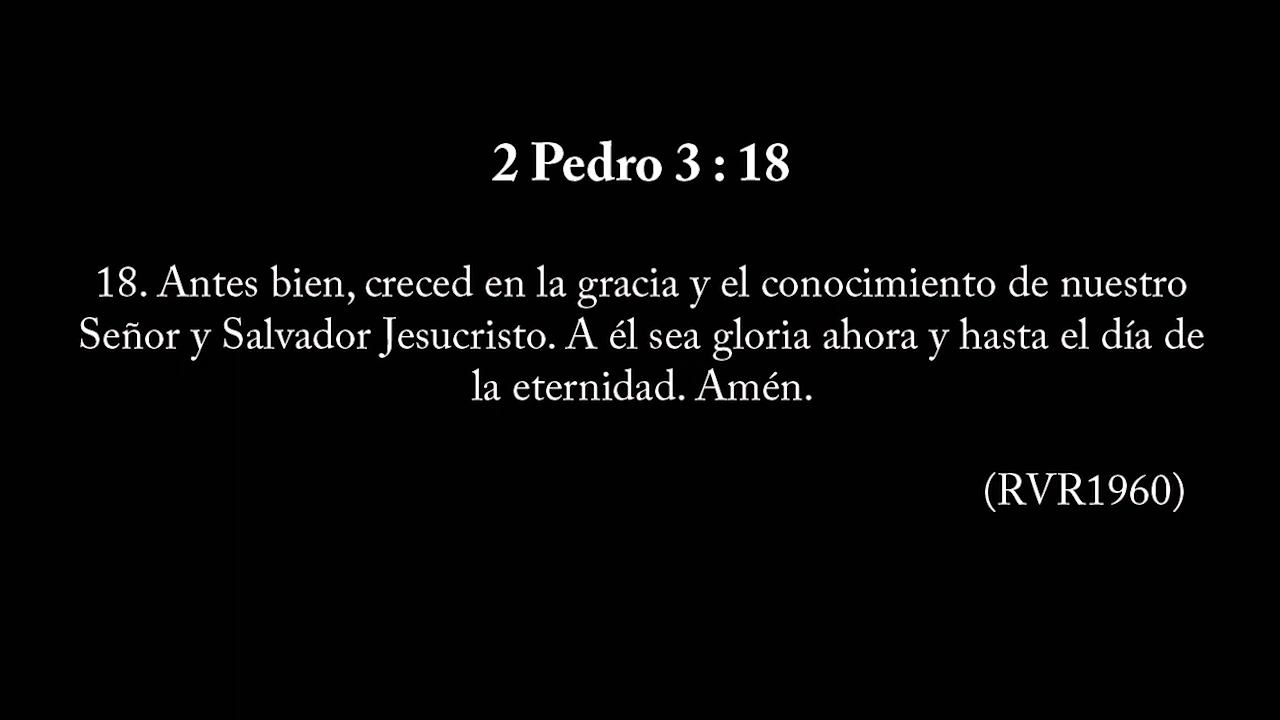 2 Pedro 3 : 18
18. Antes bien, creced en la gracia y el conocimiento de nuestro
Señor y Salvador Jesucristo. A él sea gloria ahora y hasta el día de
la eternidad. Amén.
(RVR1960)